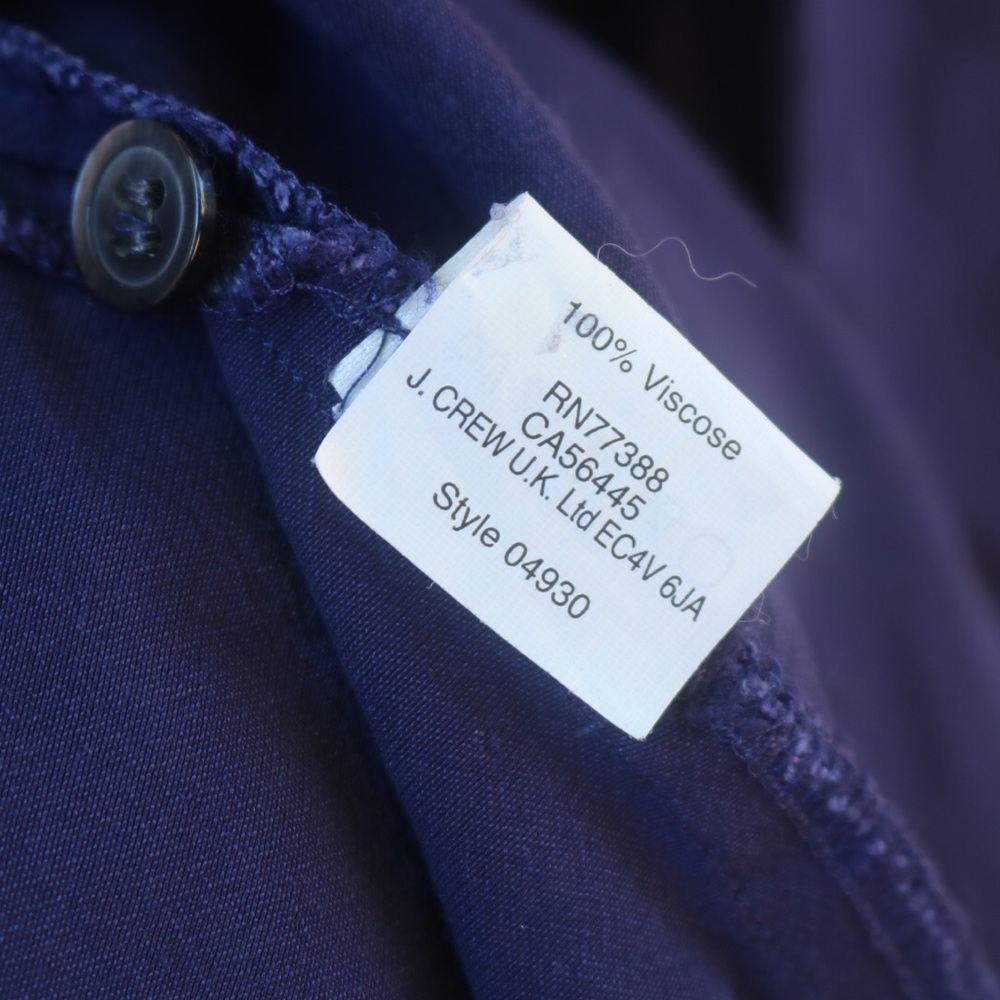 100% Viscose
RN77388
CA56445
J. CREW U.K. Ltd EC4V 6JA
Style 04930